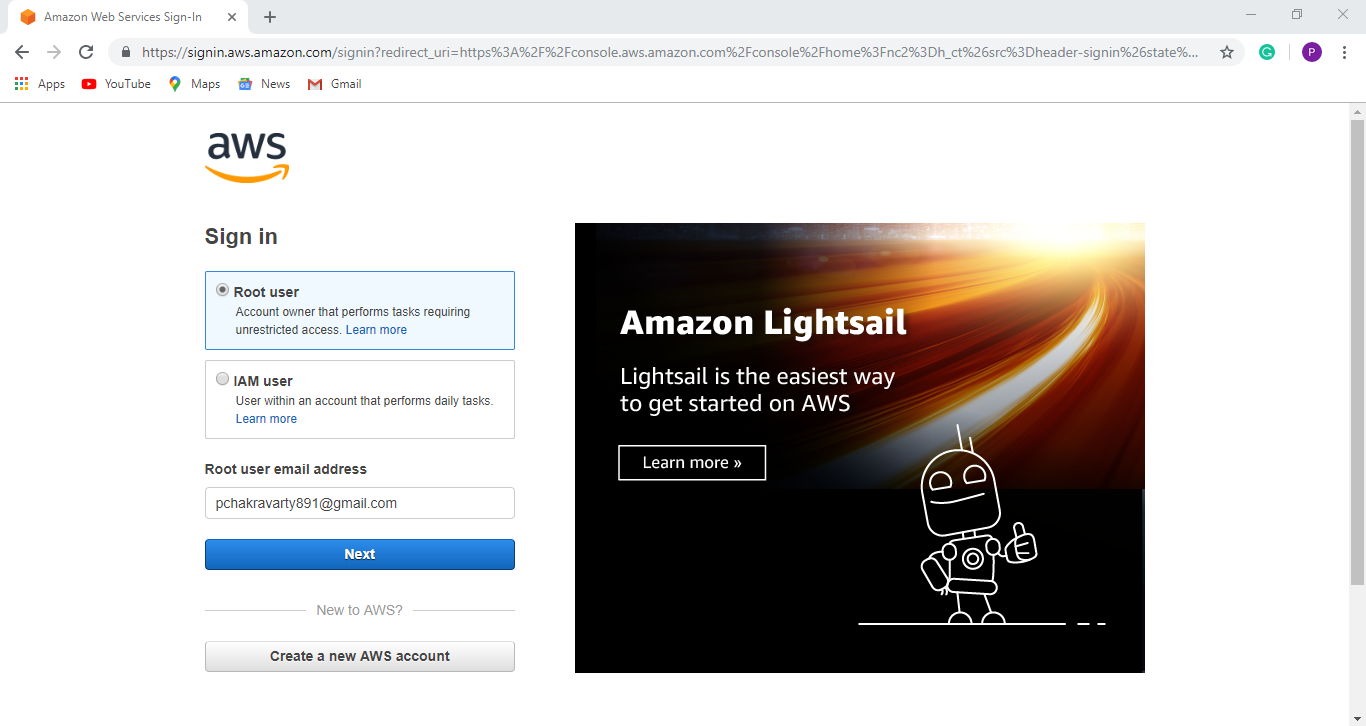 Amazon Web Services Sign-In
https://signin.aws.amazon.com/signin?redirect_uri=https%3A%2F%2Fconsole.aws.amazon.com%2Fconsole%2Fhome%3Fnc2%3Dh_ct%26src%3Dheader-signin%26state%...
P
Apps YouTube Maps News Gmail
aws
Sign in
Root user
Account owner that performs tasks requiring
unrestricted access. Learn more
IAM user
User within an account that performs daily tasks.
Learn more
Root user email address
pchakravarty891@gmail.com
Next
New to AWS?
Create a new AWS account
Amazon Lightsail
Lightsail is the easiest way
to get started on AWS
Learn more »